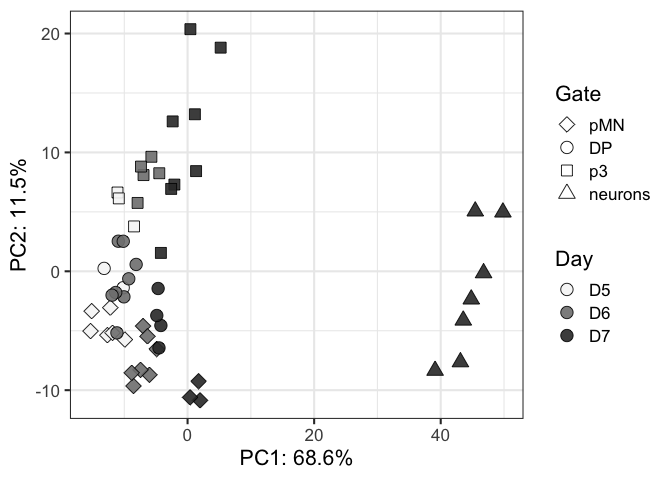 20
10
0
-10
PC2: 11.5%
0
20
40
PC1: 68.6%
Gate
pMN
DP
p3
neurons
Day
D5
D6
D7